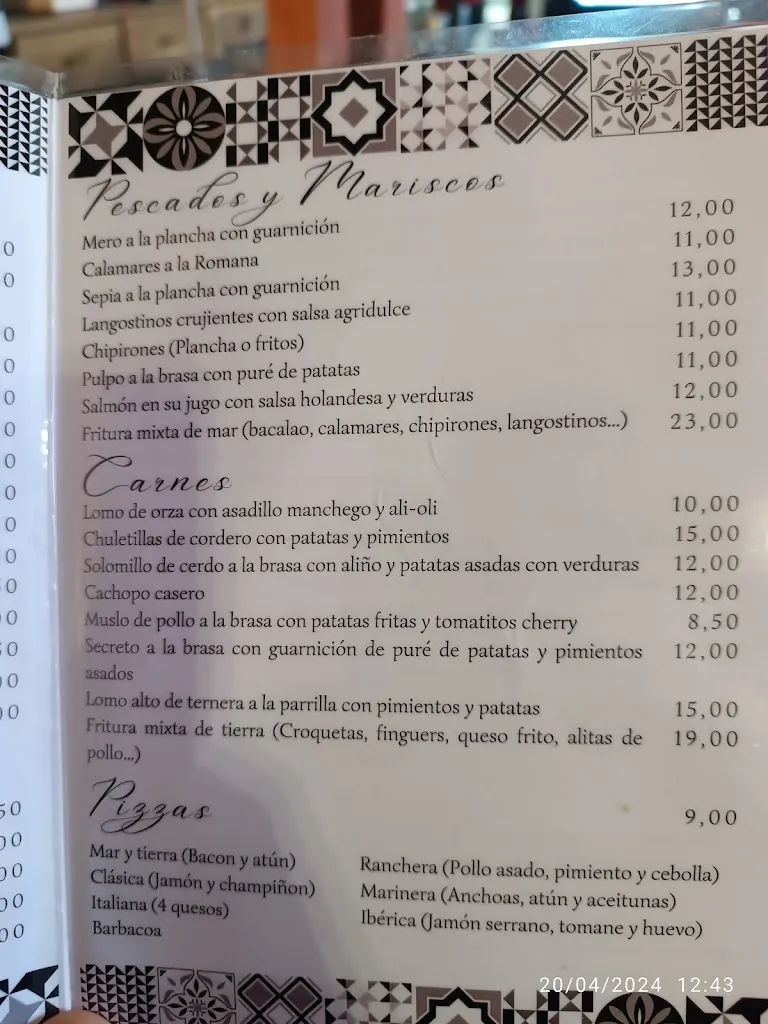 Pescados y Mariscos
Mero a la plancha con guarnición 12,00
Calamares a la Romana 11,00
Sepia a la plancha con guarnición 13,00
Langostinos crujientes con salsa agridulce 11,00
Chipirones (Plancha o fritos) 11,00
Pulpo a la brasa con puré de patatas 11,00
Salmón en su jugo con salsa holandesa y verduras 12,00
Fritura mixta de mar (bacalao, calamares, chipirones, langostinos...) 23,00
Carnes
Lomo de orza con asadillo manchego y ali-oli 10,00
Chuletillas de cordero con patatas y pimientos 15,00
Solomillo de cerdo a la brasa con aliño y patatas asadas con verduras 12,00
Cachopo casero 12,00
Muslo de pollo a la brasa con patatas fritas y tomatitos cherry 8,50
Secreto a la brasa con guarnición de puré de patatas y pimientos 12,00
asados
Lomo alto de ternera a la parrilla con pimientos y patatas 15,00
Fritura mixta de tierra (Croquetas, finguers, queso frito, alitas de 19,00
pollo...)
Pizzas 9,00
Mar y tierra (Bacon y atún)
Clásica (Jamón y champiñon)
Italiana (4 quesos)
Barbacoa
Ranchera (Pollo asado, pimiento y cebolla)
Marinera (Anchoas, atún y aceitunas)
Ibérica (Jamón serrano, tomane y huevo)
20/04/2024 12:43